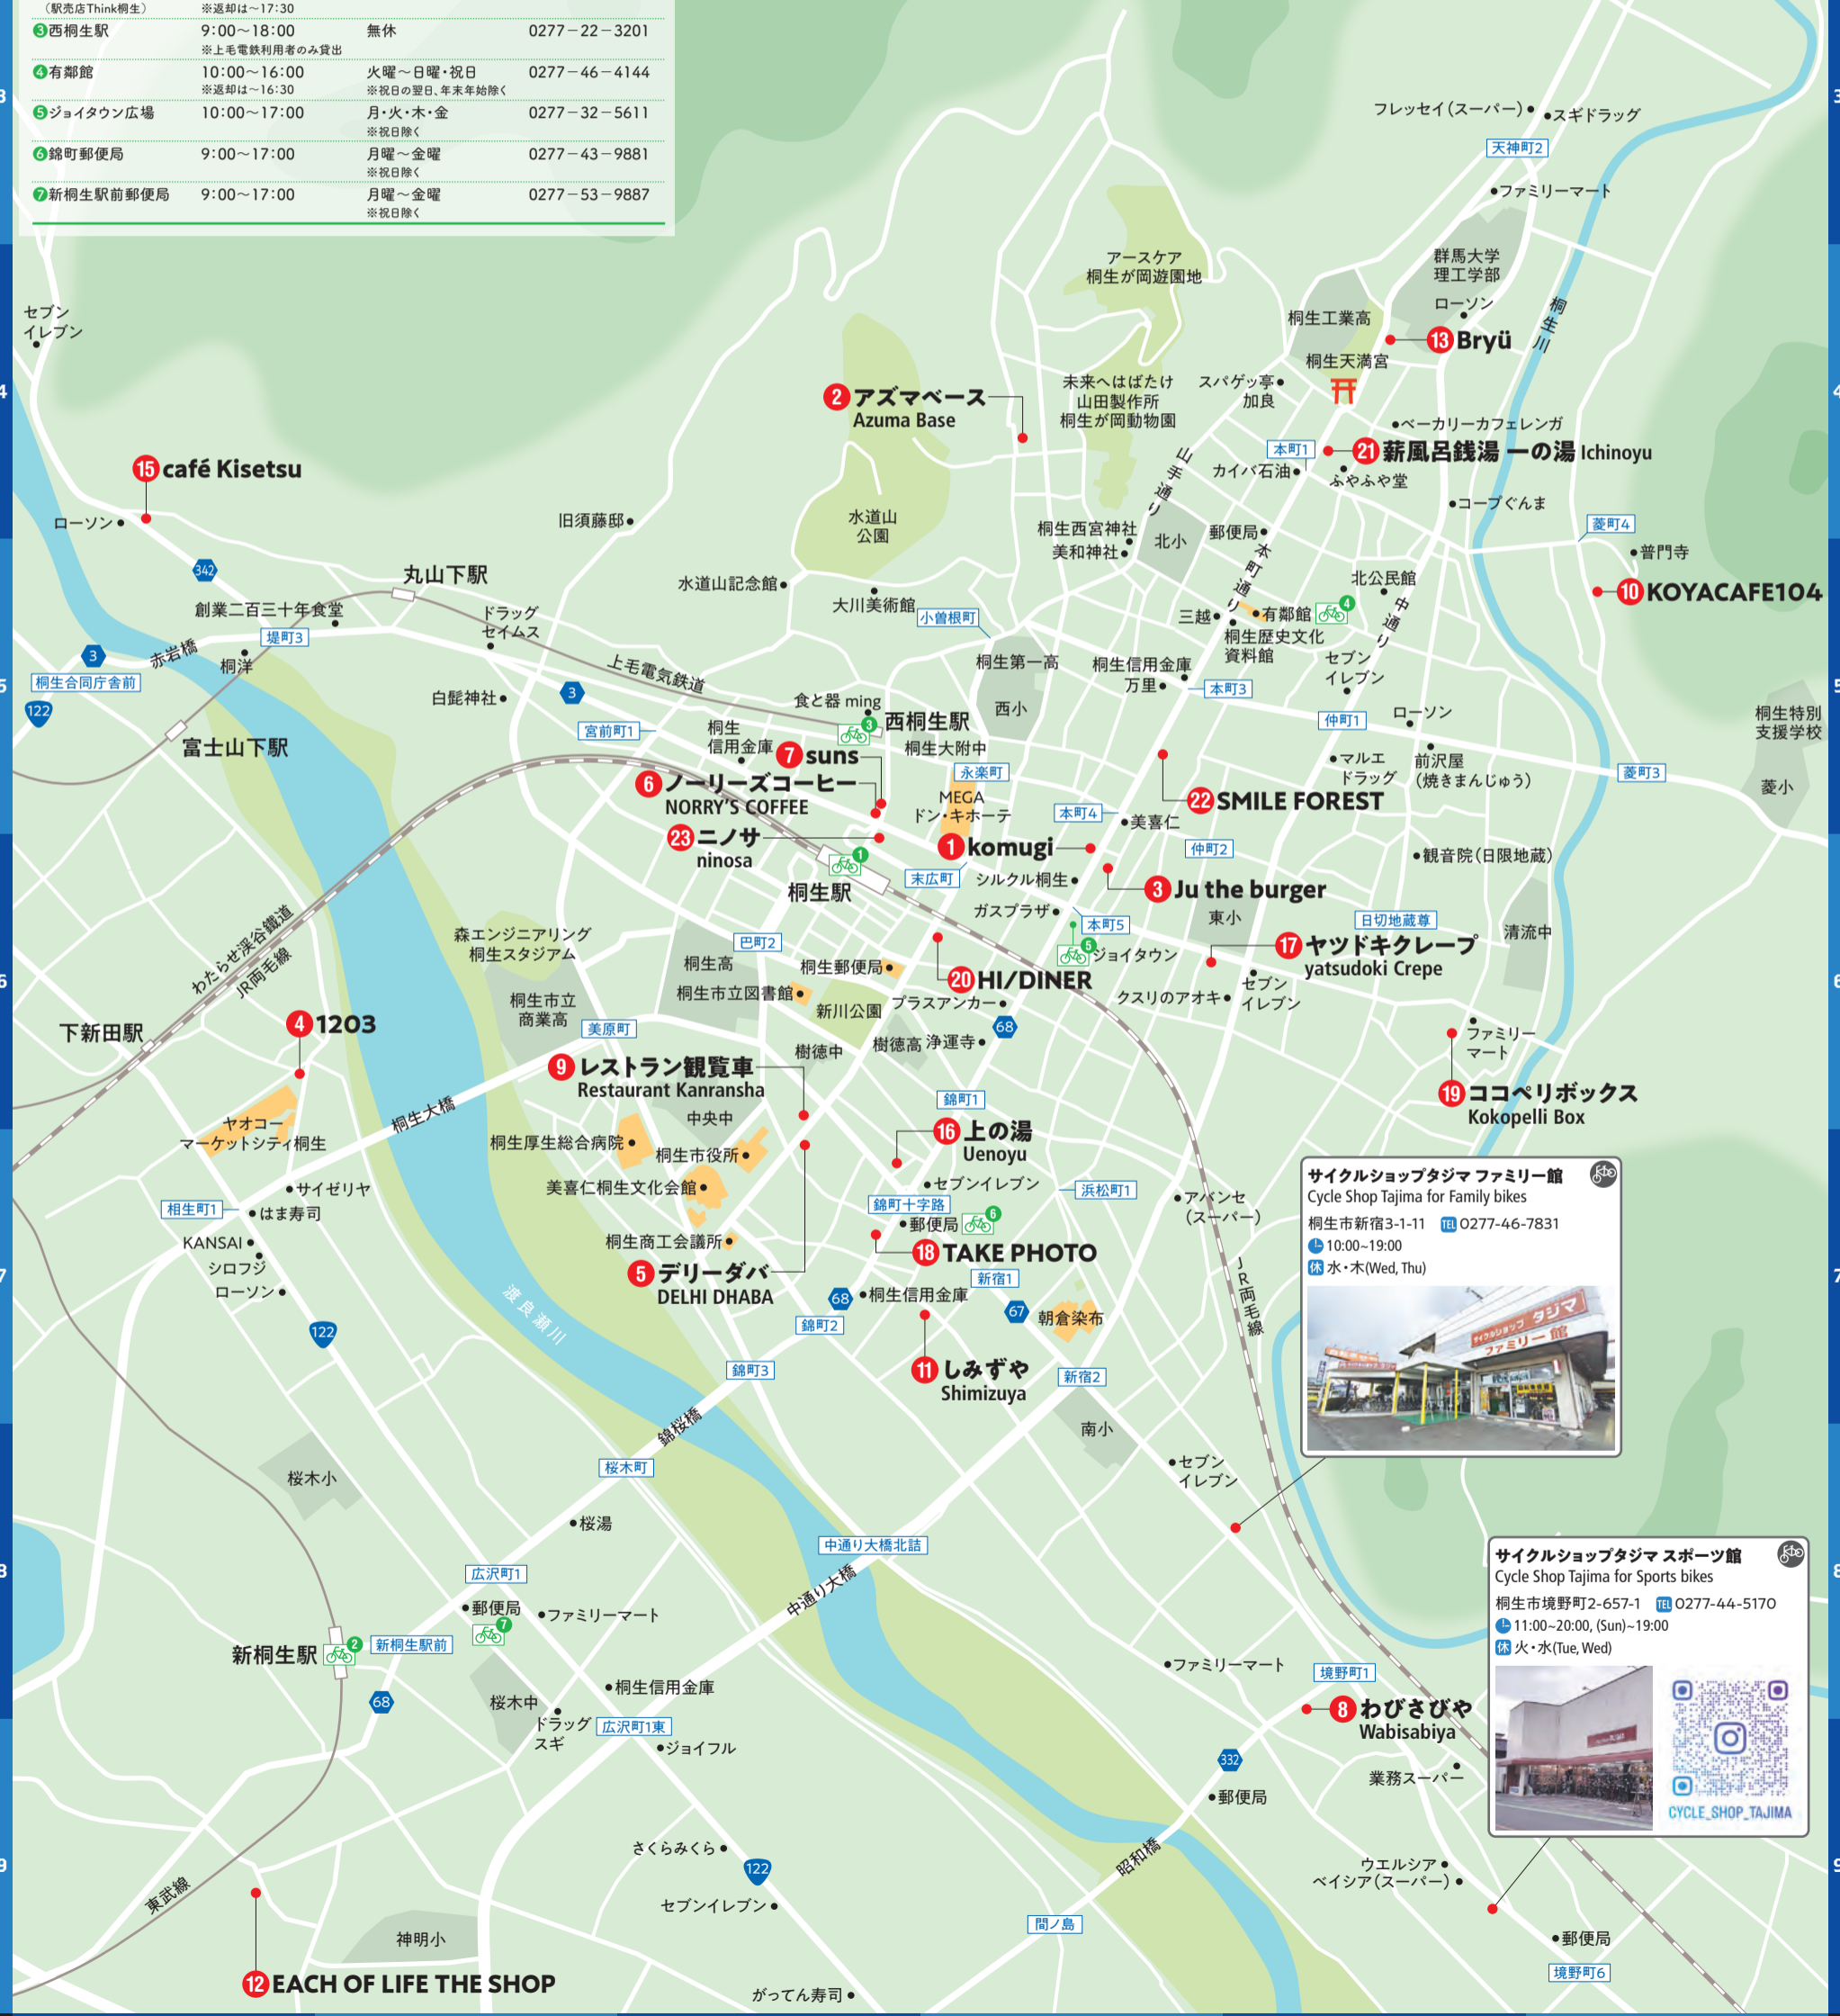 （駅売店Think桐生） ※返却は〜17:30
3 西桐生駅 9:00〜18:00 無休 0277−22−3201
※上毛電鉄利用者のみ貸出
4 有鄰館 10:00〜16:00 火曜〜日曜・祝日 0277−46−4144
※返却は〜16:30 ※祝日の翌日、年末年始除く
5 ジョイタウン広場 10:00〜17:00 月・火・木・金 0277−32−5611
※祝日除く
6 錦町郵便局 9:00〜17:00 月曜〜金曜 0277−43−9881
※祝日除く
7 新桐生駅前郵便局 9:00〜17:00 月曜〜金曜 0277−53−9887
※祝日除く
3
3
フレッセイ（スーパー）
スギドラッグ
天神町2
ファミリーマート
群馬大学
理工学部
ローソン
桐生川
アースケア
桐生が岡遊園地
桐生工業高
13 Bryü
桐生天満宮
セブン
イレブン
4
4
2 アズマベース
Azuma Base
未来へはばたけ
山田製作所
桐生が岡動物園
スパゲッ亭
加良
ベーカリーカフェレンガ
本町1
21 薪風呂銭湯 一の湯 Ichinoyu
カイバ石油
ふやふや堂
山手通り
コープぐんま
15 café Kisetsu
ローソン
342
旧須藤邸
水道山
公園
桐生西宮神社
美和神社
北小
郵便局
本町通り
菱町4
普門寺
10 KOYACAFE104
丸山下駅
創業二百三十年食堂
堤町3
ドラッグ
セイムス
水道山記念館
大川美術館
小曽根町
北公民館
中通り
三越
有鄰館
4
桐生歴史文化
資料館
3
赤岩橋
桐洋
桐生合同庁舎前
122
5
5
上毛電気鉄道
白髭神社
3
桐生第一高
桐生信用金庫
万里
本町3
セブン
イレブン
仲町1
ローソン
桐生特別
支援学校
富士山下駅
宮前町1
桐生
信用金庫
食と器 ming
3
西桐生駅
桐生大附中
西小
マルエ
ドラッグ
前沢屋
（焼きまんじゅう）
菱町3
菱小
7 suns
6 ノーリーズコーヒー
NORRY'S COFFEE
永楽町
MEGA
ドン・キホーテ
22 SMILE FOREST
本町4
美喜仁
仲町2
23 ニノサ
ninosa
1
桐生駅
1 komugi
末広町
シルクル桐生
3 Ju the burger
観音院（日限地蔵）
ガスプラザ
本町5
東小
日切地蔵尊
清流中
わたらせ渓谷鐵道
JR両毛線
森エンジニアリング
桐生スタジアム
巴町2
桐生高
桐生郵便局
5
ジョイタウン
17 ヤツドキクレープ
yatsudoki Crepe
6
6
桐生市立図書館
20 HI/DINER
新川公園
プラスアンカー
クスリのアオキ
セブン
イレブン
桐生市立
商業高
美原町
68
樹徳中
樹徳高
浄運寺
下新田駅
4 1203
ファミリー
マート
9 レストラン観覧車
Restaurant Kanransha
錦町1
19 ココペリボックス
Kokopelli Box
ヤオコー
マーケットシティ桐生
桐生大橋
中央中
桐生厚生総合病院
桐生市役所
16 上の湯
Uenoyu
美喜仁桐生文化会館
セブンイレブン
浜松町1
アバンセ
（スーパー）
サイゼリヤ
相生町1
はま寿司
錦町十字路
郵便局
6
KANSAI
シロフジ
ローソン
7
7
桐生商工会議所
5 デリーダバ
DELHI DHABA
18 TAKE PHOTO
新宿1
68
桐生信用金庫
67
朝倉染布
錦町2
JR両毛線
122
渡良瀬川
錦町3
11 しみずや
Shimizuya
新宿2
サイクルショップタジマ ファミリー館
Cycle Shop Tajima for Family bikes
桐生市新宿3-1-11 TEL 0277-46-7831
10:00~19:00
休 水・木(Wed, Thu)
サイクルショップ タジマ
ファミリー館
錦桜橋
南小
桜木町
桜木小
セブン
イレブン
桜湯
中通り大橋北詰
中通り大橋
8
8
広沢町1
郵便局
7
ファミリーマート
新桐生駅
2
新桐生駅前
68
桜木中
桐生信用金庫
ドラッグ
スギ
広沢町1東
ジョイフル
サイクルショップタジマ スポーツ館
Cycle Shop Tajima for Sports bikes
桐生市境野町2-657-1 TEL 0277-44-5170
11:00~20:00, (Sun)~19:00
休 火・水(Tue, Wed)
CYCLE_SHOP_TAJIMA
ファミリーマート
境野町1
8 わびさびや
Wabisabiya
332
業務スーパー
郵便局
さくらみくら
122
セブンイレブン
昭和橋
ウエルシア
ベイシア（スーパー）
9
9
東武線
神明小
間ノ島
郵便局
境野町6
12 EACH OF LIFE THE SHOP
がってん寿司